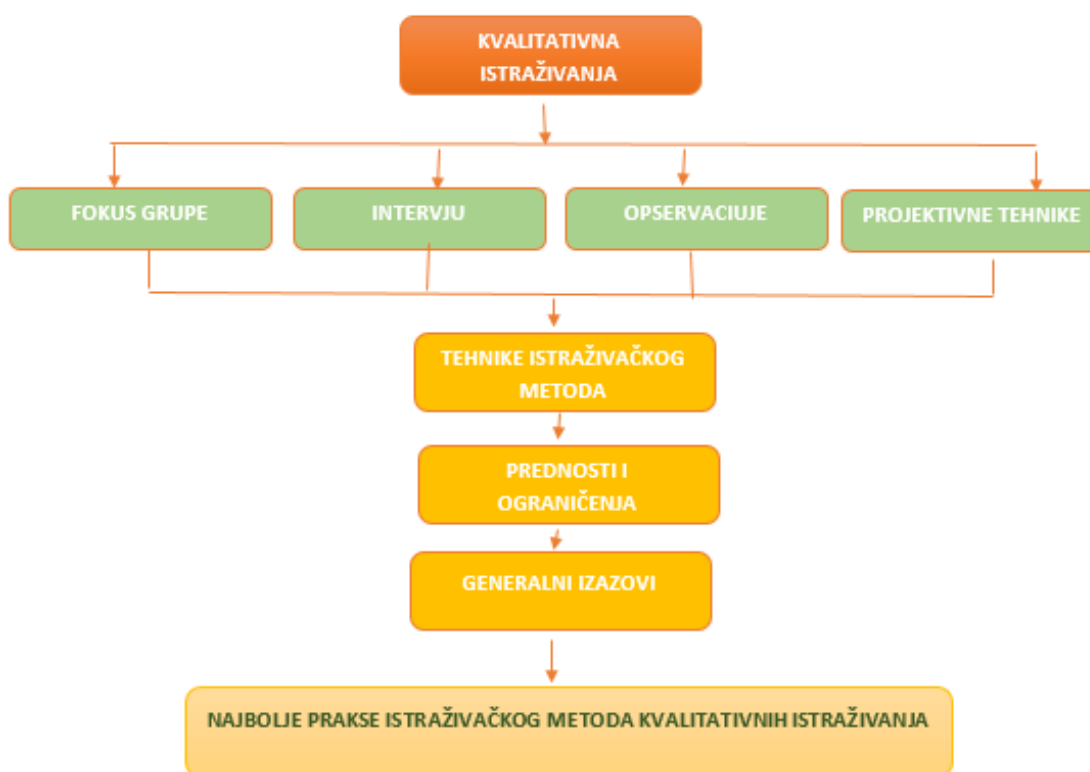 KVALITATIVNA
ISTRAŽIVANJA
FOKUS GRUPE
INTERVJU
OPSERVACIUJE
PROJEKTIVNE TEHNIKE
TEHNIKE ISTRAŽIVAČKOG
METODA
PREDNOSTI I
OGRANIČENJA
GENERALNI IZAZOVI
NAJBOLJE PRAKSE ISTRAŽIVAČKOG METODA KVALITATIVNIH ISTRAŽIVANJA